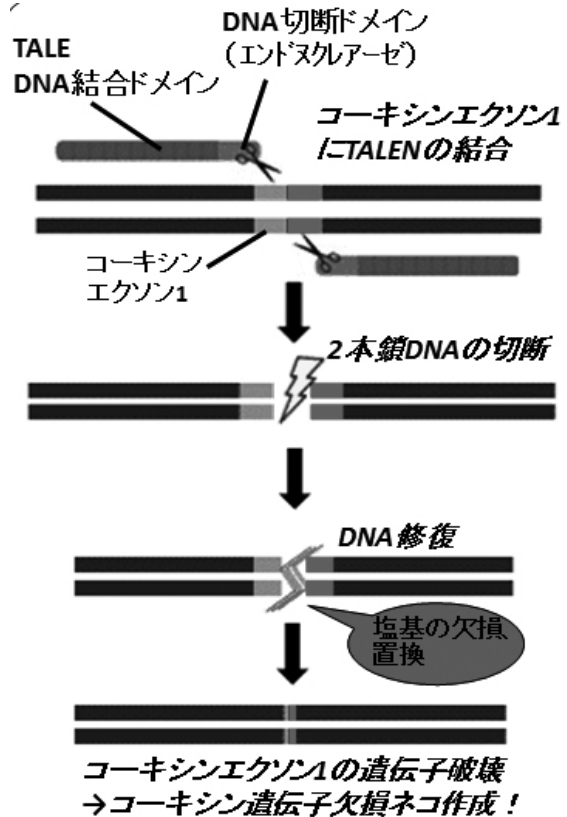 TALE
DNA結合ドメイン
DNA切断ドメイン
(エンドヌクレアーゼ)
コーキシンエクソン1
にTALENの結合
コーキシン
エクソン1
2本鎖DNAの切断
DNA修復
塩基の欠損、
置換
コーキシンエクソン1の遺伝子破壊
→コーキシン遺伝子欠損ネコ作成！